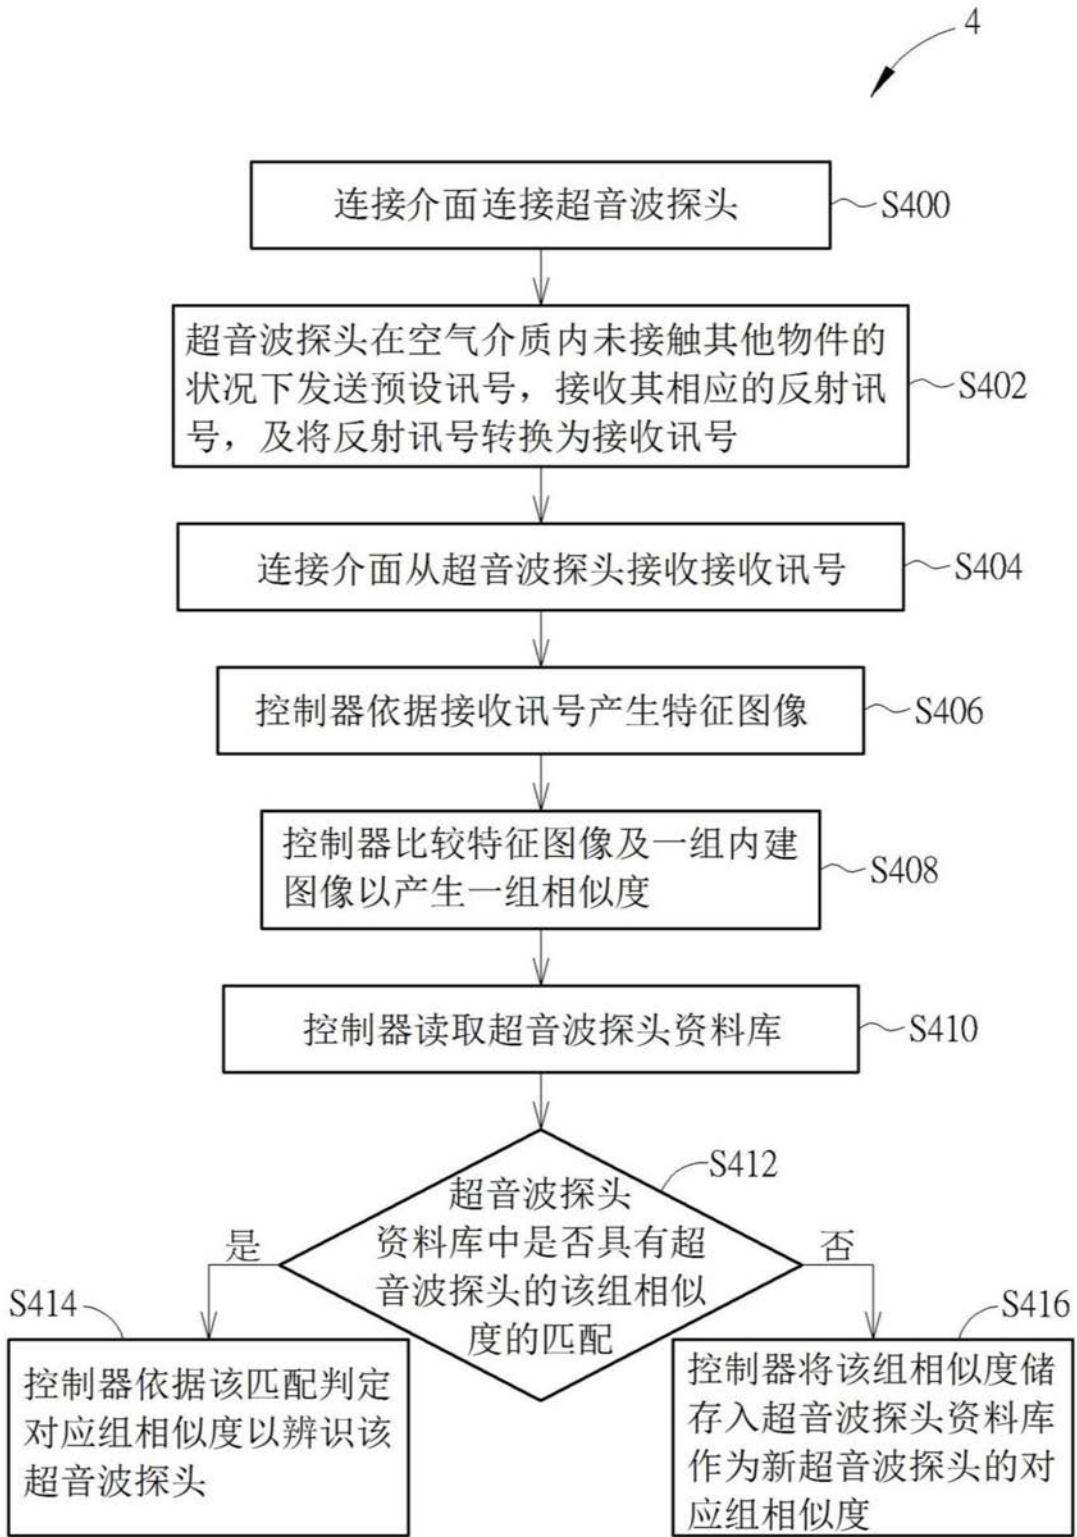 4
连接介面连接超音波探头
S400
超音波探头在空气介质内未接触其他物件的
状况下发送预设讯号，接收其相应的反射讯
号，及将反射讯号转换为接收讯号
S402
连接介面从超音波探头接收接收讯号
S404
控制器依据接收讯号产生特征图像
S406
控制器比较特征图像及一组内建
图像以产生一组相似度
S408
控制器读取超音波探头资料库
S410
S412
超音波探头
资料库中是否具有超
音波探头的该组相似
度的匹配
是
否
S414
控制器依据该匹配判定
对应组相似度以辨识该
超音波探头
S416
控制器将该组相似度储
存入超音波探头资料库
作为新超音波探头的对
应组相似度